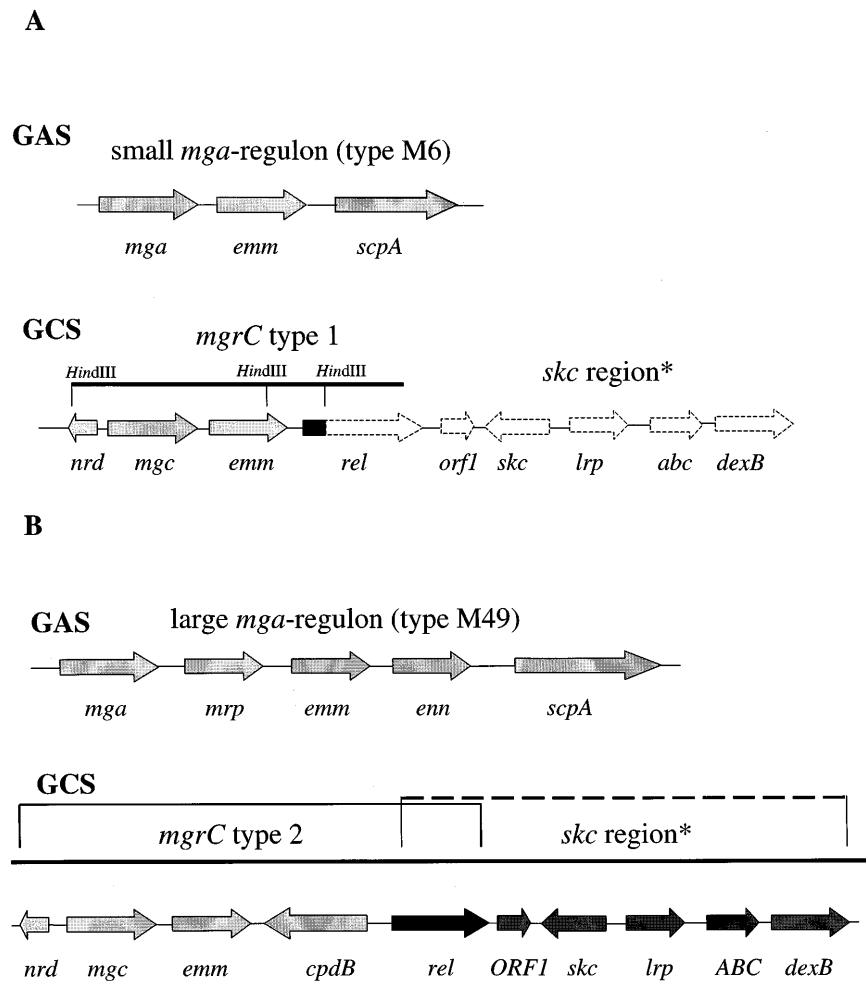 A
GAS
small mga-regulon (type M6)
mga emm scpA
GCS
mgrC type 1
HindIII HindIII HindIII
skc region*
nrd mgc emm rel orf1 skc lrp abc dexB
B
GAS
large mga-regulon (type M49)
mga mrp emm enn scpA
GCS
mgrC type 2 skc region*
nrd mgc emm cpdB rel ORF1 skc lrp ABC dexB